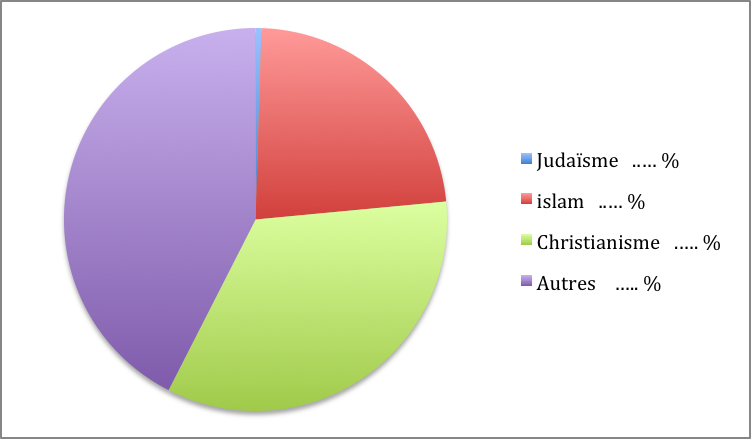 Judaïsme ..... %
islam ..... %
Christianisme ..... %
Autres ..... %